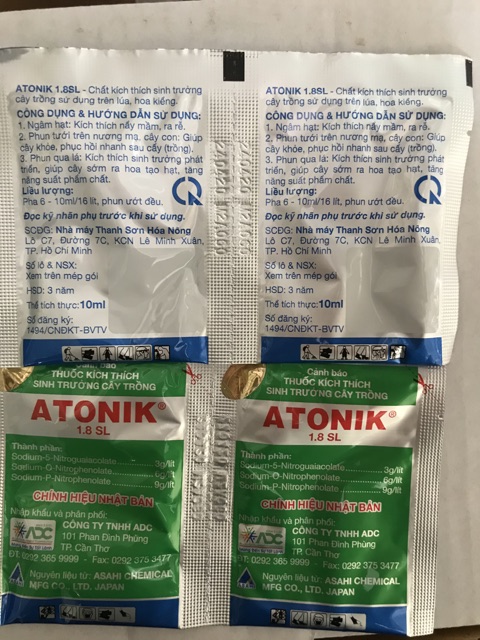 ATONIK 1.8SL - Chất kích thích sinh trưởng
cây trồng sử dụng trên lúa, hoa kiểng.
CÔNG DỤNG & HƯỚNG DẪN SỬ DỤNG:
1. Ngâm hạt: Kích thích nẩy mầm, ra rễ.
2. Phun tưới trên nương mạ, cây con: Giúp
cây khỏe, phục hồi nhanh sau cấy (trồng).
3. Phun qua lá: Kích thích sinh trưởng phát
triển, giúp cây sớm ra hoa tạo hạt, tăng
năng suất phẩm chất.
Liều lượng:
Pha 6 - 10ml/16 lít, phun ướt đều.
Đọc kỹ nhãn phụ trước khi sử dụng.
SCĐG: Nhà máy Thanh Sơn Hóa Nông
Lô C7, Đường 7C, KCN Lê Minh Xuân,
TP. Hồ Chí Minh
Số lô & NSX:
Xem trên mép gói
HSD: 3 năm
Thể tích thực: 10ml
Số đăng ký:
1494/CNĐKT-BVTV
ATONIK 1.8SL - Chất kích thích sinh trưởng
cây trồng sử dụng trên lúa, hoa kiểng.
CÔNG DỤNG & HƯỚNG DẪN SỬ DỤNG:
1. Ngâm hạt: Kích thích nẩy mầm, ra rễ.
2. Phun tưới trên nương mạ, cây con: Giúp
cây khỏe, phục hồi nhanh sau cấy (trồng).
3. Phun qua lá: Kích thích sinh trưởng phát
triển, giúp cây sớm ra hoa tạo hạt, tăng
năng suất phẩm chất.
Liều lượng:
Pha 6 - 10ml/16 lít, phun ướt đều.
Đọc kỹ nhãn phụ trước khi sử dụng.
SCĐG: Nhà máy Thanh Sơn Hóa Nông
Lô C7, Đường 7C, KCN Lê Minh Xuân,
TP. Hồ Chí Minh
Số lô & NSX:
Xem trên mép gói
HSD: 3 năm
Thể tích thực: 10ml
Số đăng ký:
1494/CNĐKT-BVTV
Cảnh báo
THUỐC KÍCH THÍCH
SINH TRƯỞNG CÂY TRỒNG
ATONIK®
1.8 SL
Thành phần:
Sodium-5-Nitroguaiacolate 3g/lít
Sodium-O-Nitrophenolate 6g/lít
Sodium-P-Nitrophenolate 9g/lít
CHÍNH HIỆU NHẬT BẢN
Nhập khẩu và phân phối:
ADC
CÔNG TY TNHH ADC
101 Phan Đình Phùng
TP. Cần Thơ
ĐT: 0292 365 9999 - Fax: 0292 375 3477
Nguyên liệu từ: ASAHI CHEMICAL
MFG CO., LTD. JAPAN
Cảnh báo
THUỐC KÍCH THÍCH
SINH TRƯỞNG CÂY TRỒNG
ATONIK®
1.8 SL
Thành phần:
Sodium-5-Nitroguaiacolate 3g/lít
Sodium-O-Nitrophenolate 6g/lít
Sodium-P-Nitrophenolate 9g/lít
CHÍNH HIỆU NHẬT BẢN
Nhập khẩu và phân phối:
ADC
CÔNG TY TNHH ADC
101 Phan Đình Phùng
TP. Cần Thơ
ĐT: 0292 365 9999 - Fax: 0292 375 3477
Nguyên liệu từ: ASAHI CHEMICAL
MFG CO., LTD. JAPAN